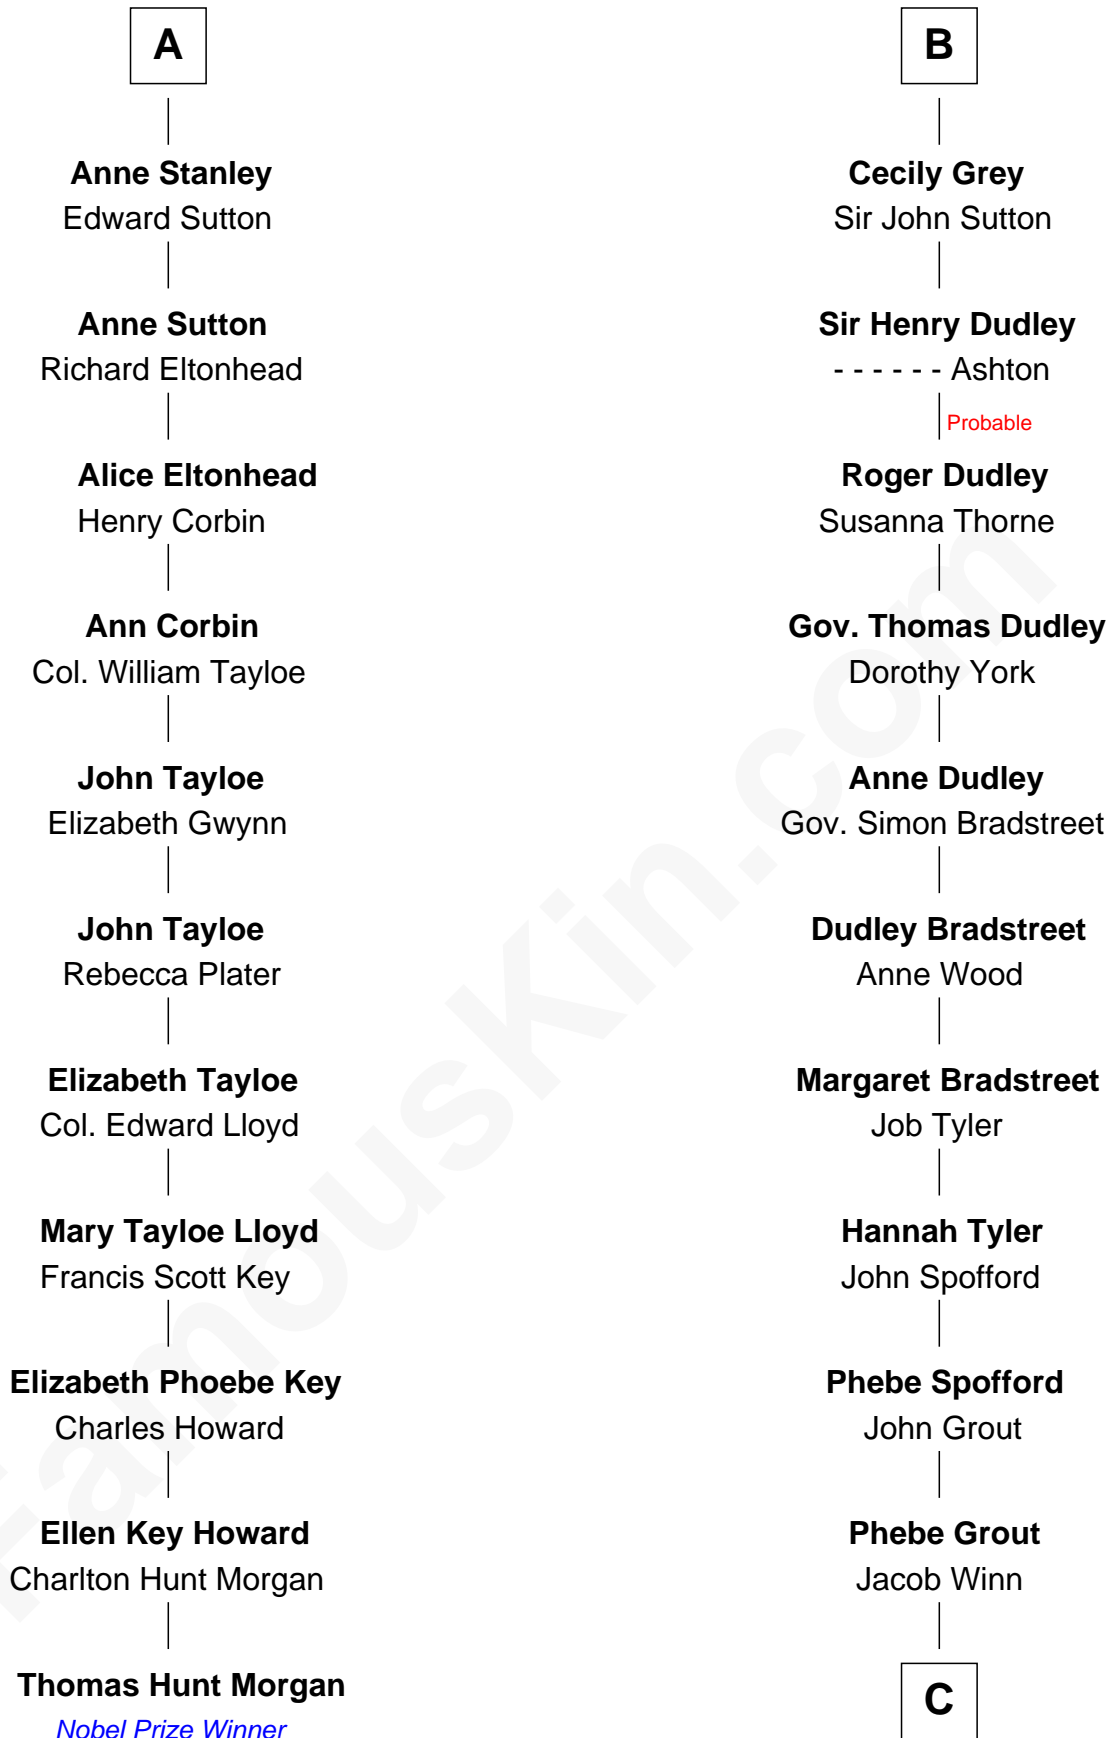 A
Anne Stanley
Edward Sutton
Anne Sutton
Richard Eltonhead
Alice Eltonhead
Henry Corbin
Ann Corbin
Col. William Tayloe
John Tayloe
Elizabeth Gwynn
John Tayloe
Rebecca Plater
Elizabeth Tayloe
Col. Edward Lloyd
Mary Tayloe Lloyd
Francis Scott Key
Elizabeth Phoebe Key
Charles Howard
Ellen Key Howard
Charlton Hunt Morgan
Thomas Hunt Morgan
Nobel Prize Winner
B
Cecily Grey
Sir John Sutton
Sir Henry Dudley
- - - - - - Ashton
Probable
Roger Dudley
Susanna Thorne
Gov. Thomas Dudley
Dorothy York
Anne Dudley
Gov. Simon Bradstreet
Dudley Bradstreet
Anne Wood
Margaret Bradstreet
Job Tyler
Hannah Tyler
John Spofford
Phebe Spofford
John Grout
Phebe Grout
Jacob Winn
C
FamousKin.com